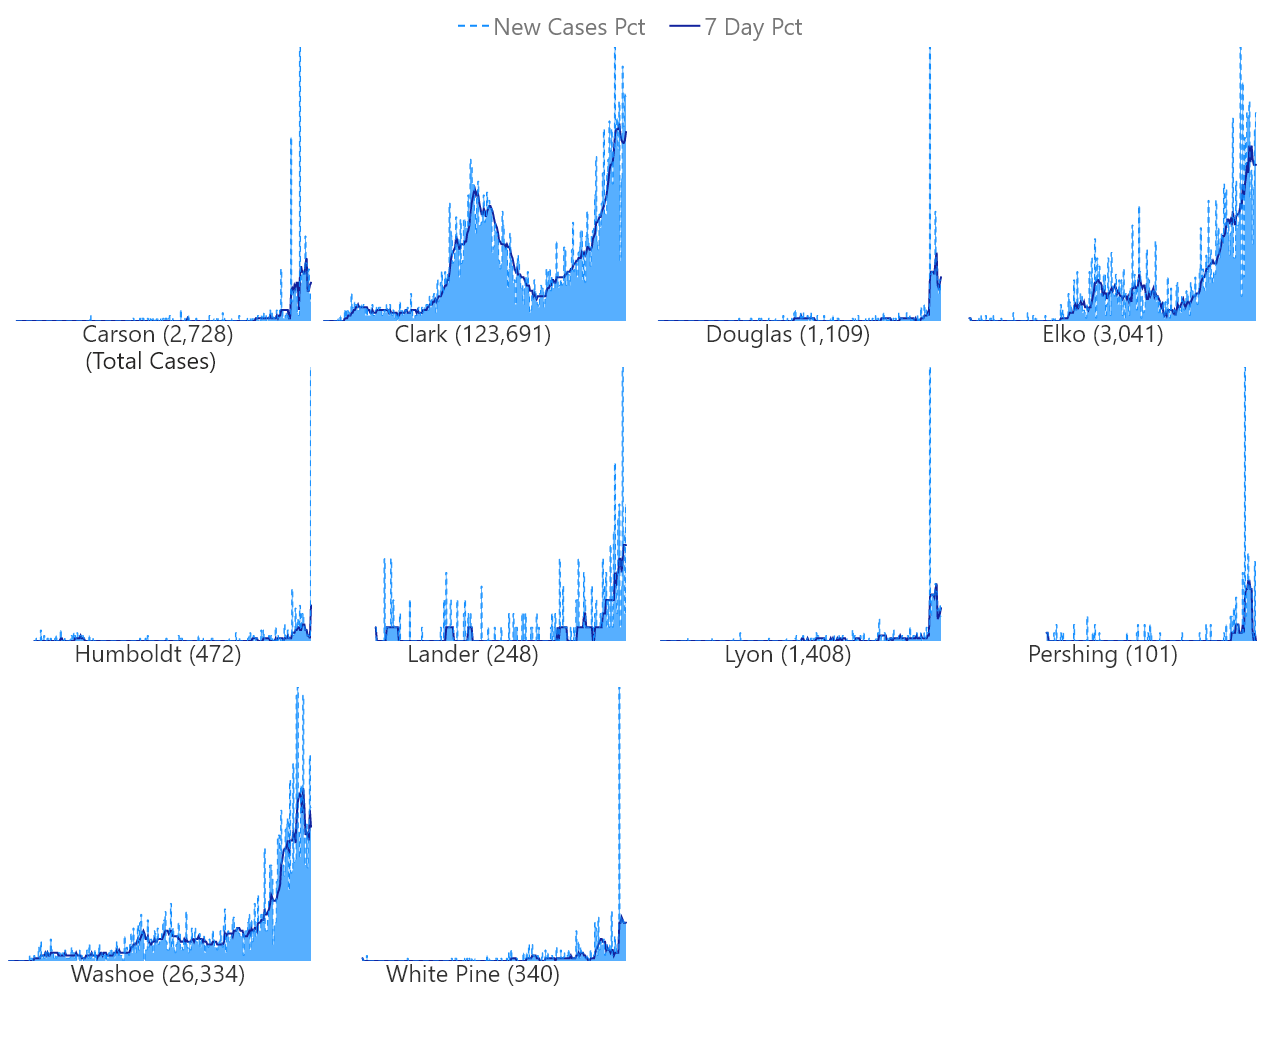 New Cases Pct 7 Day Pct
Carson (2,728) Clark (123,691) Douglas (1,109) Elko (3,041)
(Total Cases)
Humboldt (472) Lander (248) Lyon (1,408) Pershing (101)
Washoe (26,334) White Pine (340)